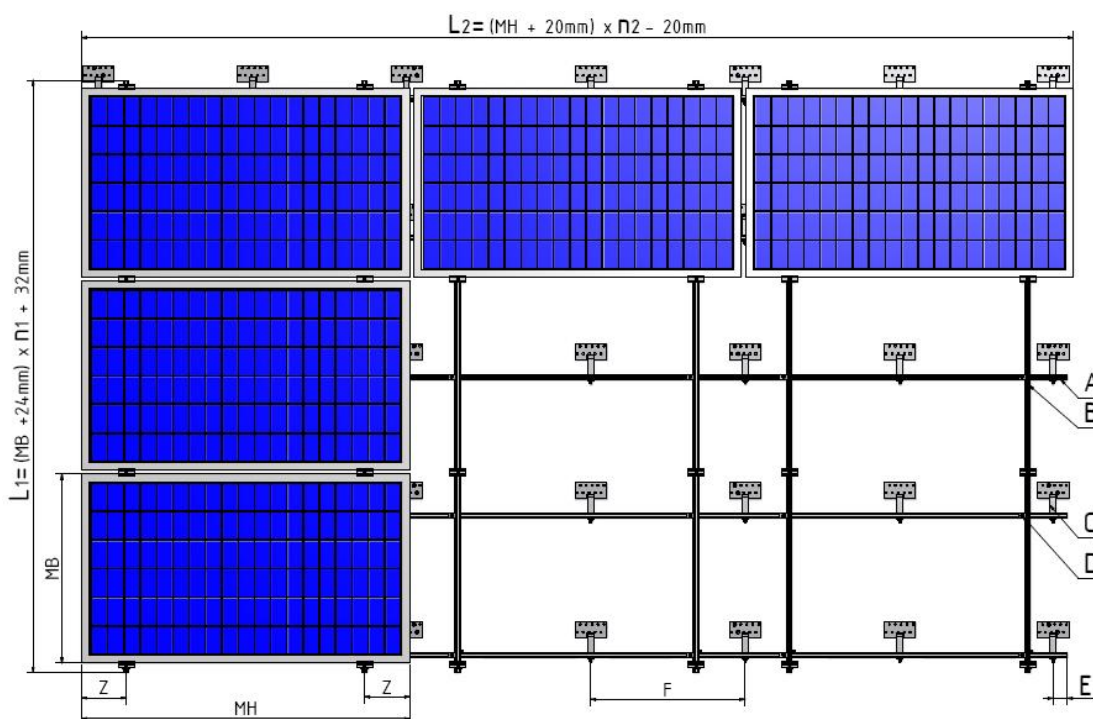 L2= (MH + 20mm) x n2 - 20mm
L1= (MB +24mm) x n1 + 32mm
A
B
C
D
MB
Z
Z
F
E
MH